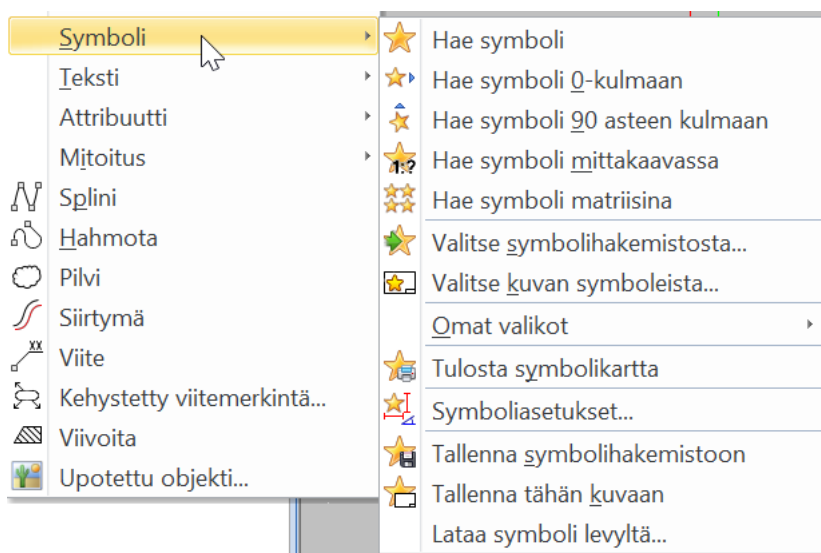 Symboli
Teksti
Attribuutti
Mitoitus
Splini
Hahmota
Pilvi
Siirtymä
XX
Viite
Kehystetty viitemerkintä...
Viivoita
Upotettu objekti...
Hae symboli
Hae symboli 0-kulmaan
Hae symboli 90 asteen kulmaan
1:?
Hae symboli mittakaavassa
Hae symboli matriisina
Valitse symbolihakemistosta...
Valitse kuvan symboleista...
Omat valikot
Tulosta symbolikartta
Symboliasetukset...
Tallenna symbolihakemistoon
Tallenna tähän kuvaan
Lataa symboli levyltä...